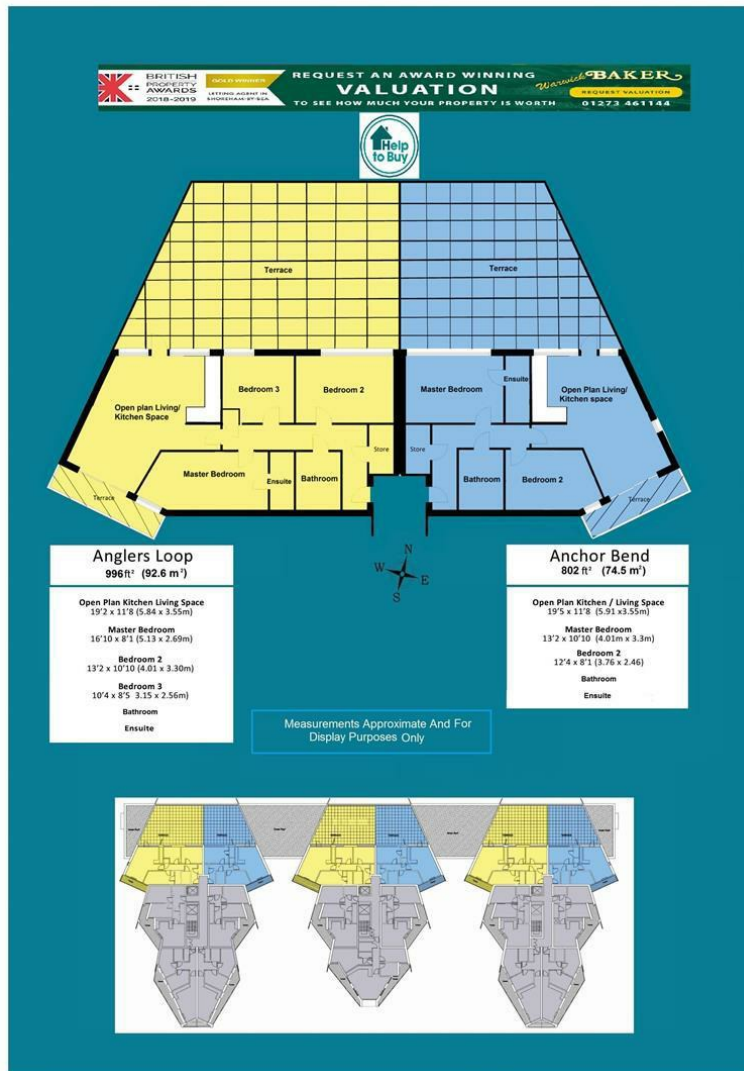 BRITISH
PROPERTY
AWARDS
2018-2019
GOLD WINNER
LETTING AGENT IN
SHOREHAM-BY-SEA
REQUEST AN AWARD WINNING
VALUATION
TO SEE HOW MUCH YOUR PROPERTY IS WORTH
Warwick BAKER
REQUEST VALUATION
01273 461144
Help
to Buy
Terrace
Terrace
Bedroom 3
Bedroom 2
Master Bedroom
Ensuite
Open plan Living/
Kitchen Space
Open Plan Living/
Kitchen space
Master Bedroom
Ensuite
Bathroom
Store
Store
Bathroom
Bedroom 2
Terrace
Terrace
N
W E
S
Anglers Loop
996 ft² (92.6 m²)
Open Plan Kitchen Living Space
19'2 x 11'8 (5.84 x 3.55m)
Master Bedroom
16'10 x 8'1 (5.13 x 2.69m)
Bedroom 2
13'2 x 10'10 (4.01 x 3.30m)
Bedroom 3
10'4 x 8'5 3.15 x 2.56m)
Bathroom
Ensuite
Anchor Bend
802 ft² (74.5 m²)
Open Plan Kitchen / Living Space
19'5 x 11'8 (5.91 x3.55m)
Master Bedroom
13'2 x 10'10 (4.01m x 3.3m)
Bedroom 2
12'4 x 8'1 (3.76 x 2.46)
Bathroom
Ensuite
Measurements Approximate And For
Display Purposes Only